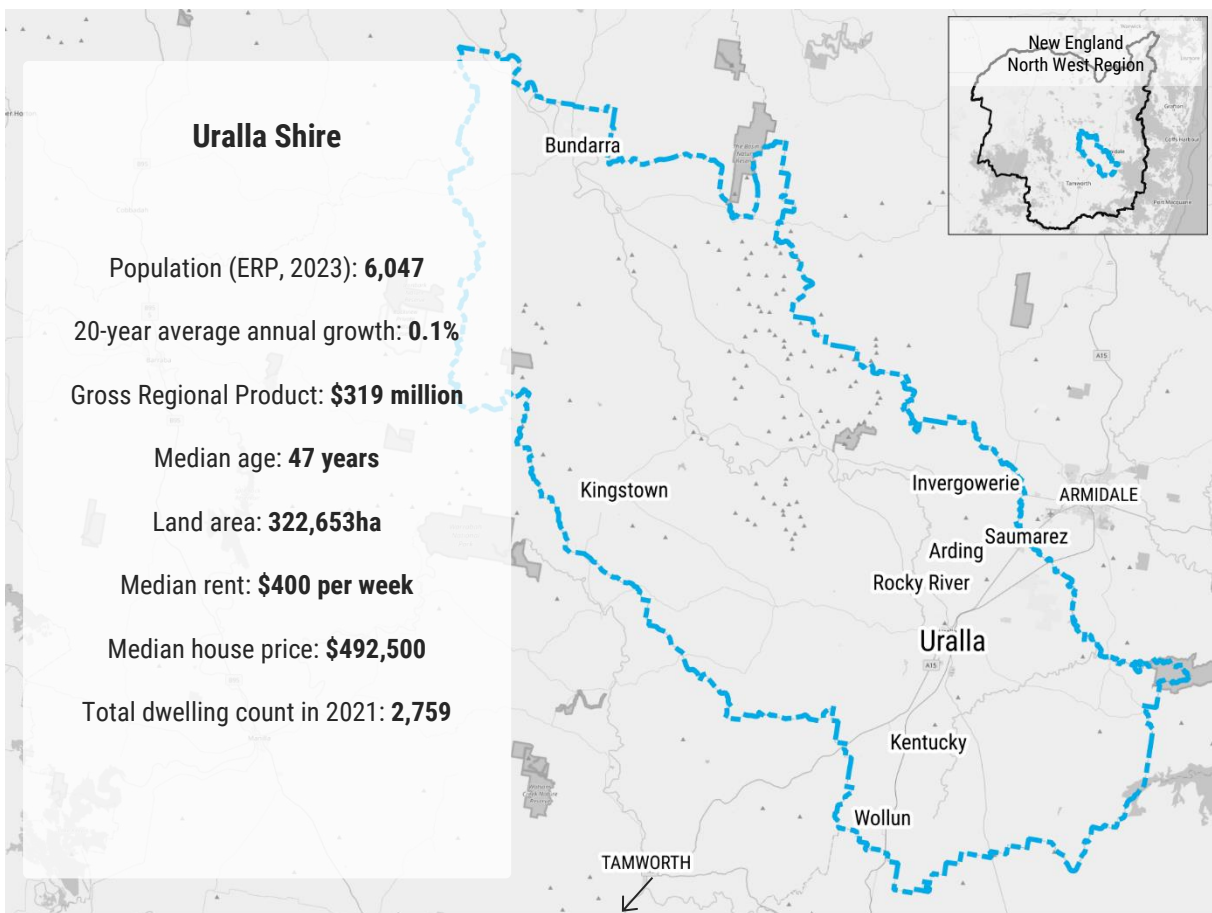 Uralla Shire
Population (ERP, 2023): 6,047
20-year average annual growth: 0.1%
Gross Regional Product: $319 million
Median age: 47 years
Land area: 322,653ha
Median rent: $400 per week
Median house price: $492,500
Total dwelling count in 2021: 2,759
New England
North West Region
Tamworth
Bundarra
Kingstown
Invergowerie
ARMIDALE
Saumarez
Arding
Rocky River
Uralla
A15
A15
Kentucky
Wollun
TAMWORTH